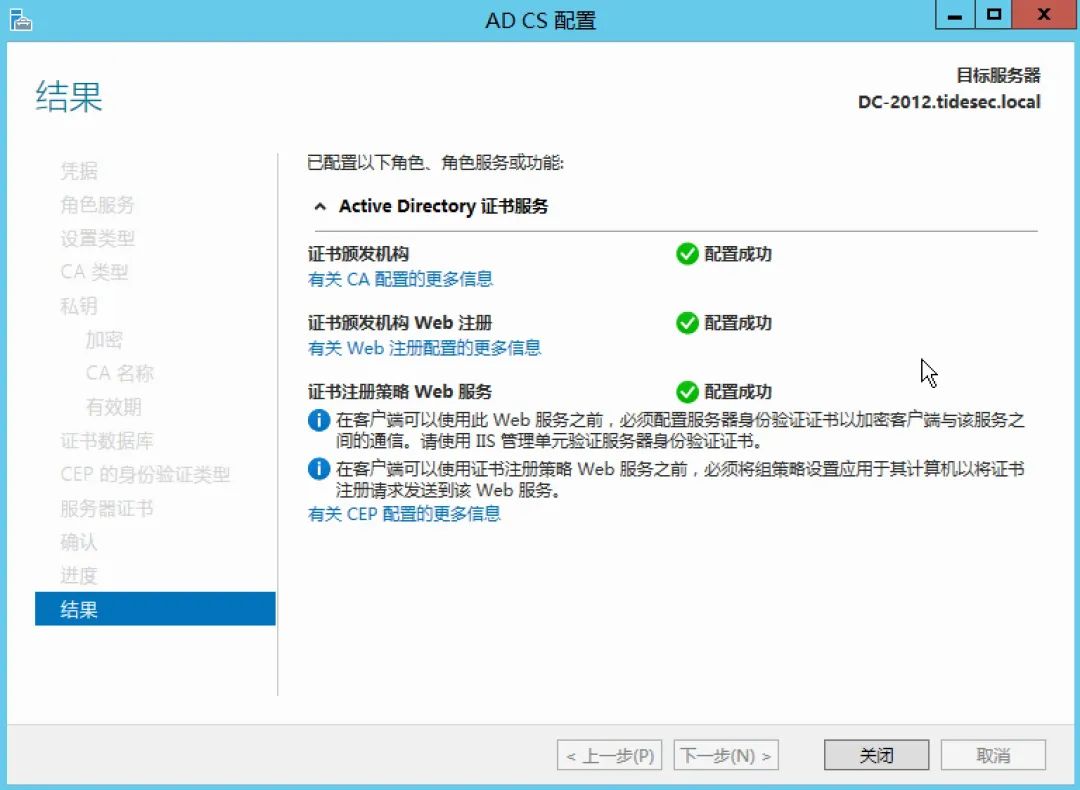 AD CS 配置
结果
目标服务器
DC-2012.tidesec.local
凭据
角色服务
设置类型
CA 类型
私钥
加密
CA 名称
有效期
证书数据库
CEP 的身份验证类型
服务器证书
确认
进度
结果
已配置以下角色、角色服务或功能:
Active Directory 证书服务
证书颁发机构 配置成功
有关 CA 配置的更多信息
证书颁发机构 Web 注册 配置成功
有关 Web 注册配置的更多信息
证书注册策略 Web 服务 配置成功
在客户端可以使用此 Web 服务之前，必须配置服务器身份验证证书以加密客户端与该服务之
间的通信。请使用 IIS 管理单元验证服务器身份验证证书。
在客户端可以使用证书注册策略 Web 服务之前，必须将组策略设置应用于其计算机以将证书
注册请求发送到该 Web 服务。
有关 CEP 配置的更多信息
< 上一步(P) 下一步(N) > 关闭 取消